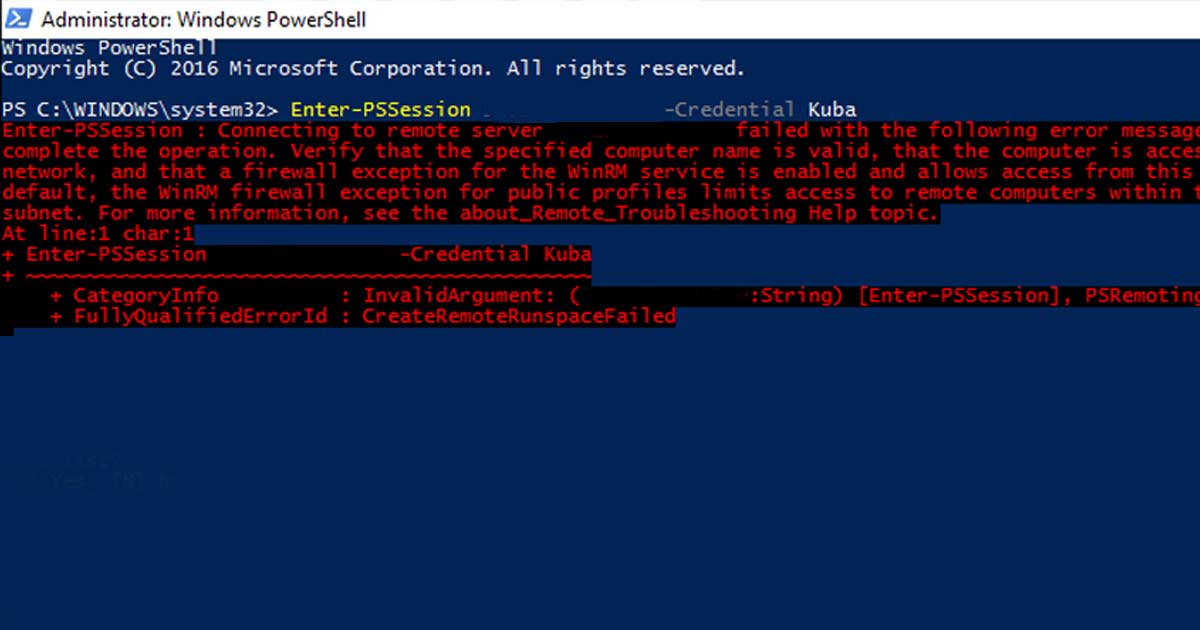 Administrator: Windows PowerShell
Windows PowerShell
Copyright (C) 2016 Microsoft Corporation. All rights reserved.
PS C:\WINDOWS\system32> Enter-PSSession -Credential Kuba
Enter-PSSession : Connecting to remote server failed with the following error message
complete the operation. Verify that the specified computer name is valid, that the computer is acces
network, and that a firewall exception for the WinRM service is enabled and allows access from this
default, the WinRM firewall exception for public profiles limits access to remote computers within
subnet. For more information, see the about_Remote_Troubleshooting Help topic.
At line:1 char:1
+ Enter-PSSession -Credential Kuba
+ ~~~~~~~~~~~~~~~~~~~~~~~~~~~~~~~~~~~~~~~~~~~~~~~
+ CategoryInfo : InvalidArgument: ( :String) [Enter-PSSession], PSRemoting
+ FullyQualifiedErrorId : CreateRemoteRunspaceFailed